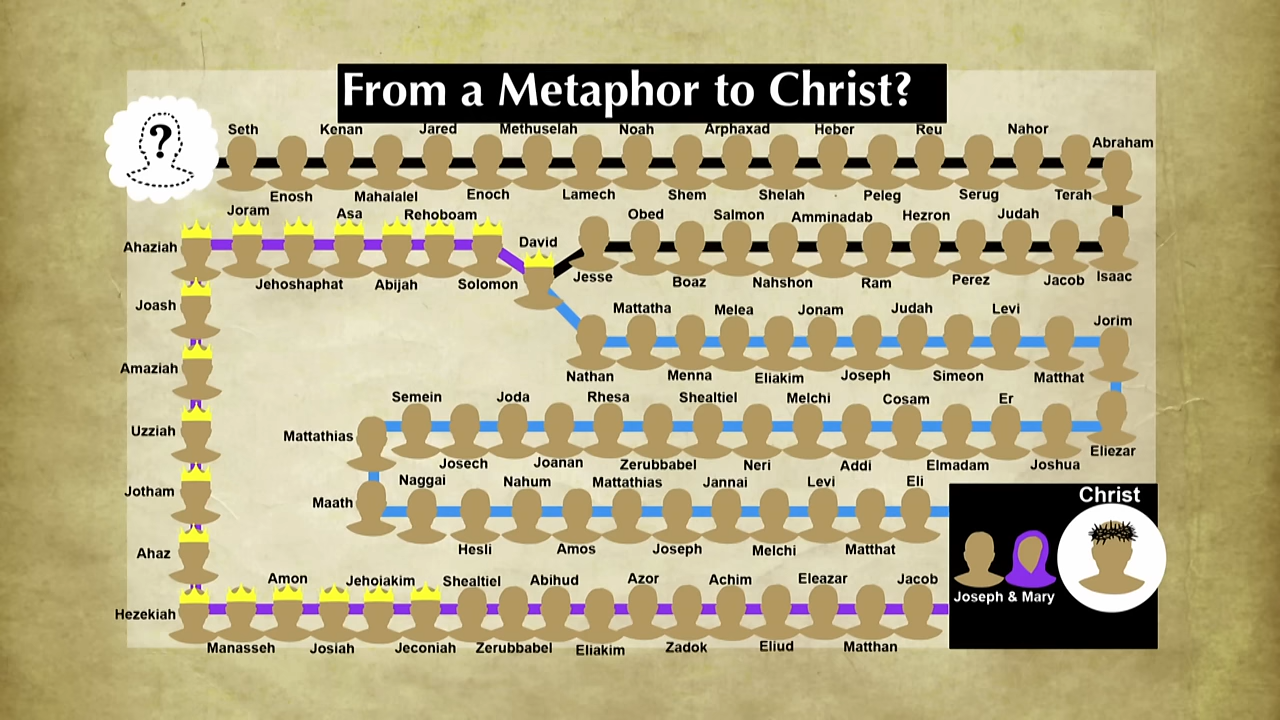 From a Metaphor to Christ?
?
Seth Kenan Jared Methuselah Noah Arphaxad Heber Reu Nahor Abraham
Enosh Mahalalel Enoch Lamech Shem Shelah Peleg Serug Terah
Joram Asa Rehoboam Obed Salmon Amminadab Hezron Judah
Ahaziah David
Jehoshaphat Abijah Solomon Jesse Boaz Nahshon Ram Perez Jacob Isaac
Joash Mattatha Melea Jonam Judah Levi Jorim
Amaziah Nathan Menna Eliakim Joseph Simeon Matthat
Semein Joda Rhesa Shealtiel Melchi Cosam Er
Uzziah Mattathias
Josech Joanan Zerubbabel Neri Addi Elmadam Joshua Eliezar
Jotham Naggai Nahum Mattathias Jannai Levi Eli
Maath Christ
Ahaz Hesli Amos Joseph Melchi Matthat
Amon Jehoiakim Shealtiel Abihud Azor Achim Eleazar Jacob Joseph & Mary
Hezekiah
Manasseh Josiah Jeconiah Zerubbabel Eliakim Zadok Eliud Matthan